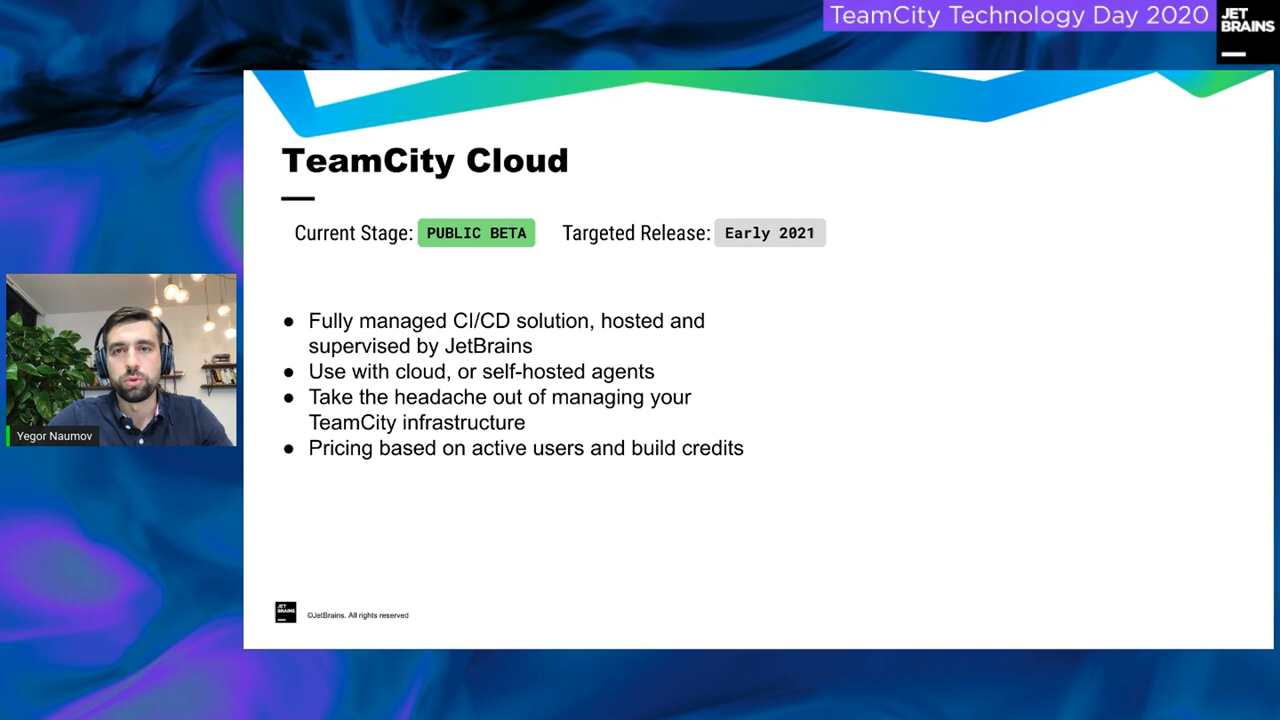 TeamCity Technology Day 2020
JET
BRAINS
TeamCity Cloud
Current Stage: PUBLIC BETA Targeted Release: Early 2021
● Fully managed CI/CD solution, hosted and
supervised by JetBrains
● Use with cloud, or self-hosted agents
● Take the headache out of managing your
TeamCity infrastructure
● Pricing based on active users and build credits
Yegor Naumov
JET
BRAINS
©JetBrains. All rights reserved